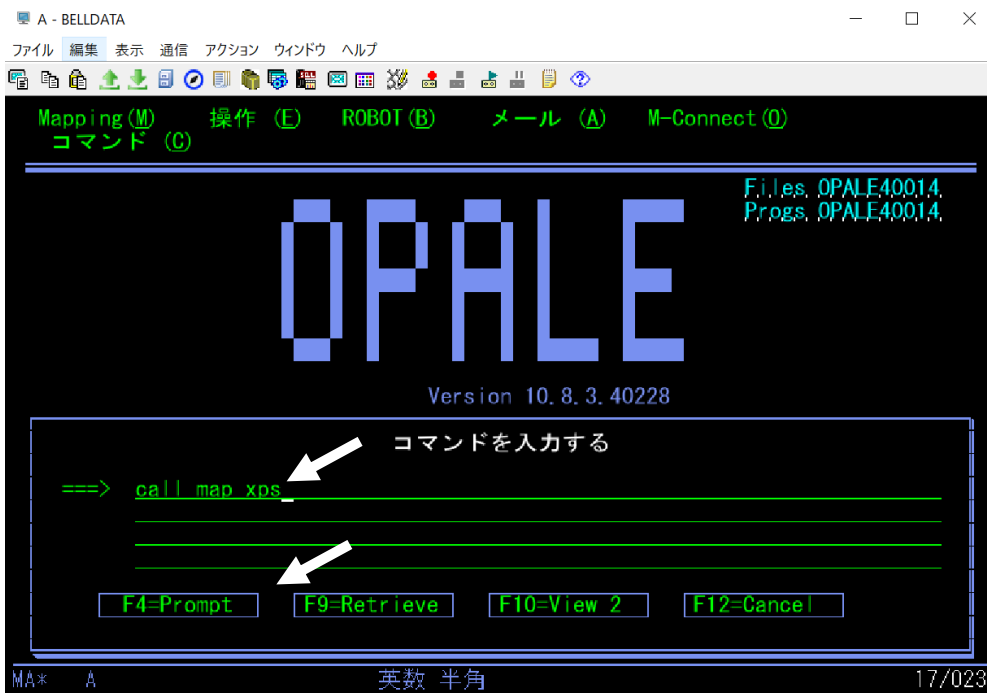 A - BELLDATA
ファイル 編集 表示 通信 アクション ウィンドウ ヘルプ
Mapping(M) 操作 (E) ROBOT(B) メール (A) M-Connect(O)
コマンド (C)
Files OPALE40014
Progs OPALE40014
OPALE
Version 10.8.3.40228
コマンドを入力する
===> call map xps_
F4=Prompt F9=Retrieve F10=View 2 F12=Cancel
MA* A 英数 半角 17/023